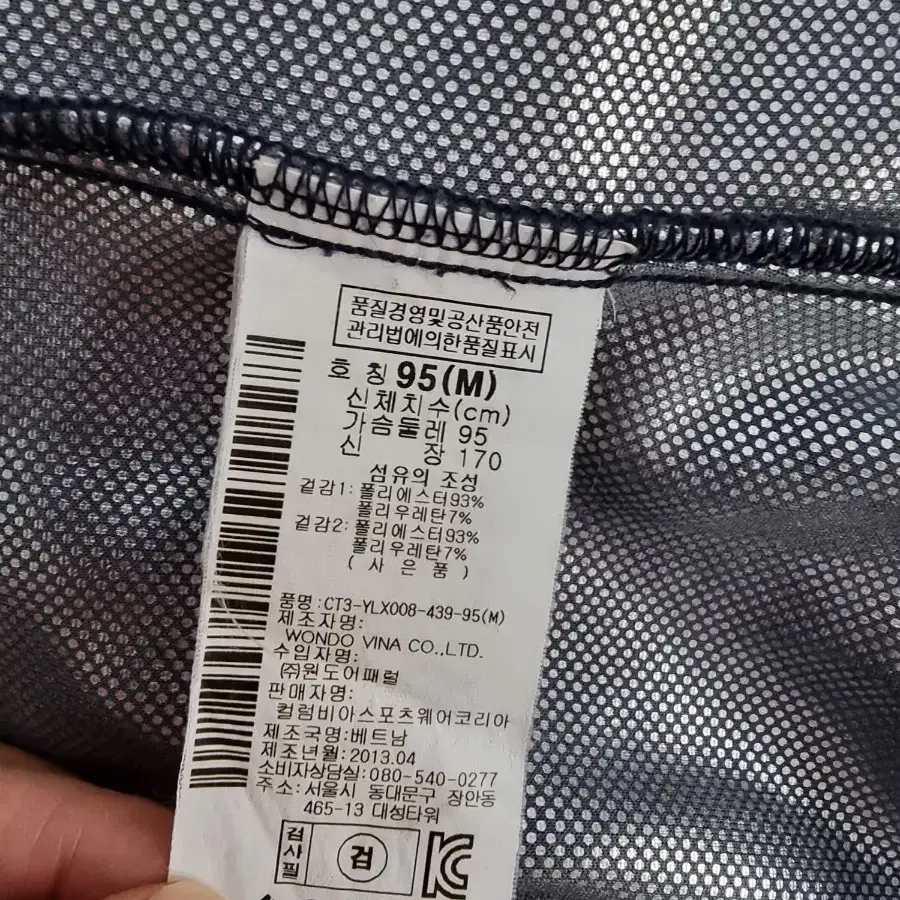 품질경영및공산품안전
관리법에의한품질표시
호 칭 95(M)
신체치수(cm)
가슴둘레 95
신 장 170
섬유의 조성
겉감1: 폴리에스터93%
폴리우레탄7%
겉감2: 폴리에스터93%
폴리우레탄7%
( 사 은 품 )
품명:CT3-YLX008-439-95(M)
제조자명:
WONDO VINA CO.,LTD.
수입자명:
(주)원도어패럴
판매자명:
컬럼비아스포츠웨어코리아
제조국명:베트남
제조년월:2013.04
소비자상담실:080-540-0277
주소:서울시 동대문구 장안동
465-13 대성타워
검사필
검
KC